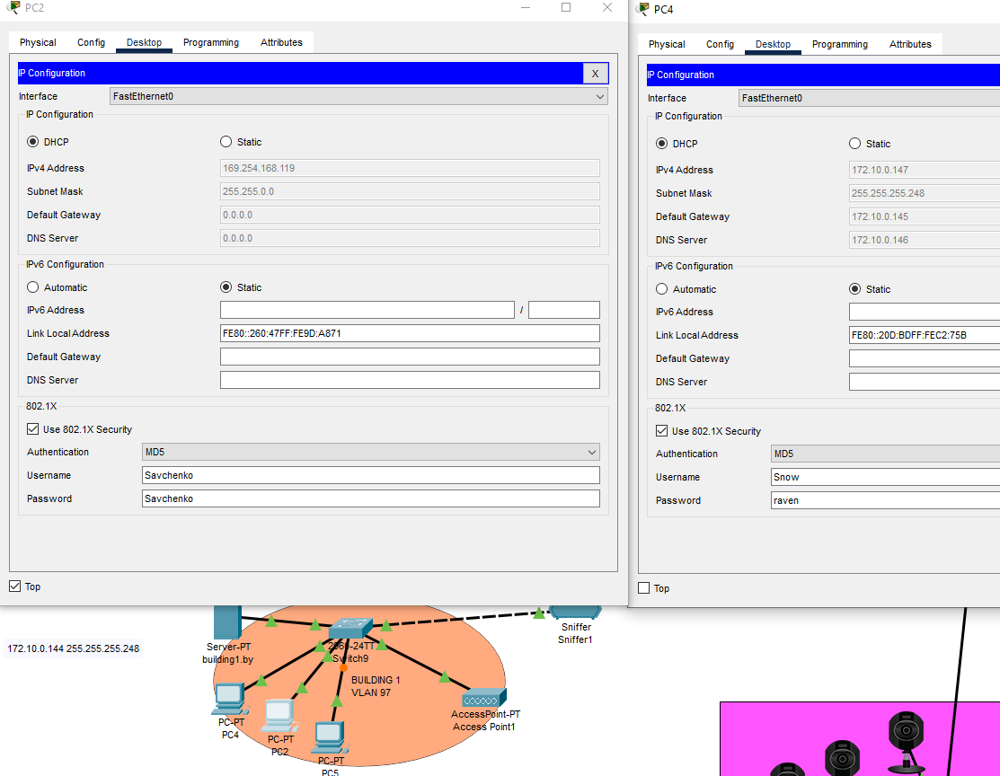 PC2
Physical Config Desktop Programming Attributes
IP Configuration X
Interface FastEthernet0
IP Configuration
DHCP Static
IPv4 Address 169.254.168.119
Subnet Mask 255.255.0.0
Default Gateway 0.0.0.0
DNS Server 0.0.0.0
IPv6 Configuration
Automatic Static
IPv6 Address /
Link Local Address FE80::260:47FF:FE9D:A871
Default Gateway
DNS Server
802.1X
Use 802.1X Security
Authentication MD5
Username Savchenko
Password Savchenko
Top
PC4
Physical Config Desktop Programming Attributes
IP Configuration
Interface FastEthernet0
IP Configuration
DHCP Static
IPv4 Address 172.10.0.147
Subnet Mask 255.255.255.248
Default Gateway 172.10.0.145
DNS Server 172.10.0.146
IPv6 Configuration
Automatic Static
IPv6 Address
Link Local Address FE80::20D:BDFF:FEC2:75B
Default Gateway
DNS Server
802.1X
Use 802.1X Security
Authentication MD5
Username Snow
Password raven
Top
172.10.0.144 255.255.255.248
Server-PT
building1.by
2960-24TT
Switch9
Sniffer
Sniffer1
BUILDING 1
VLAN 97
PC-PT
PC4
PC-PT
PC2
PC-PT
PC5
AccessPoint-PT
Access Point1